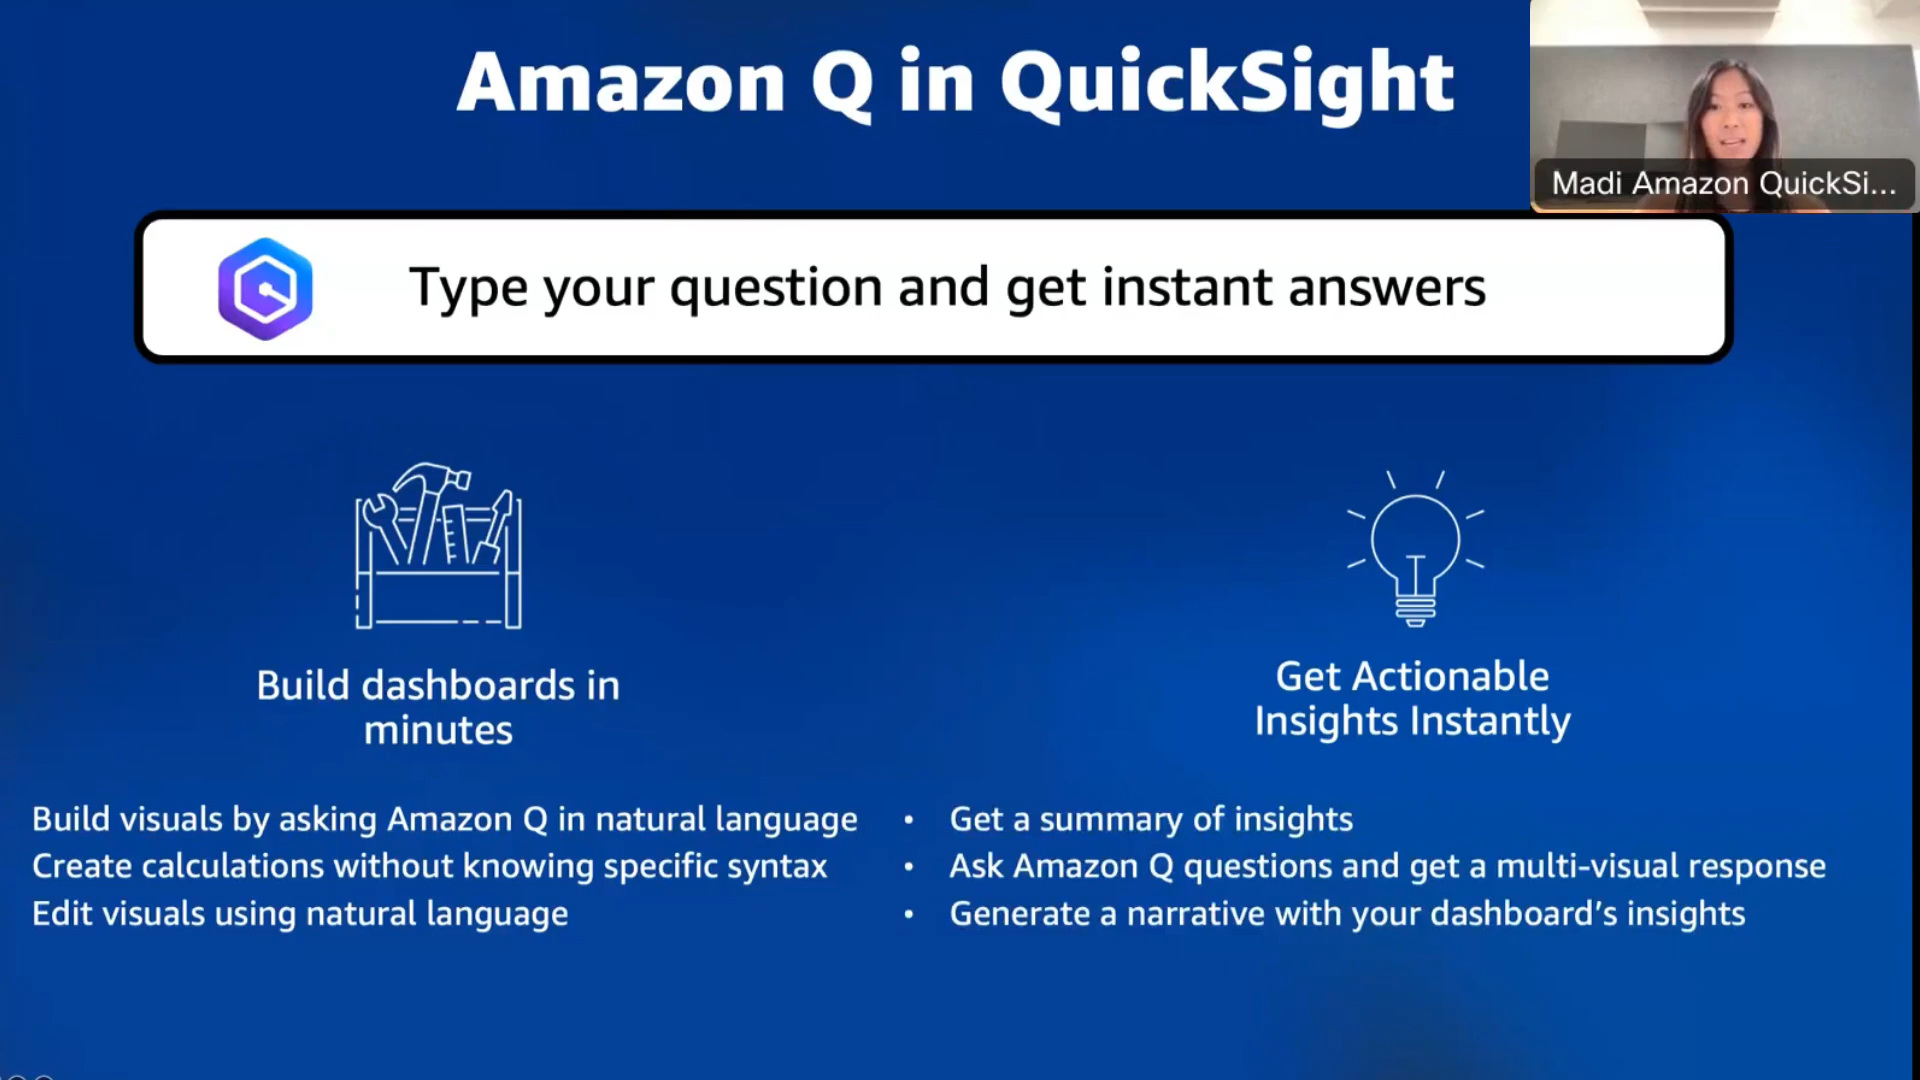 Amazon Q in QuickSight
Madi Amazon QuickSi...
Type your question and get instant answers
Build dashboards in
minutes
Build visuals by asking Amazon Q in natural language
Create calculations without knowing specific syntax
Edit visuals using natural language
Get Actionable
Insights Instantly
• Get a summary of insights
• Ask Amazon Q questions and get a multi-visual response
• Generate a narrative with your dashboard's insights